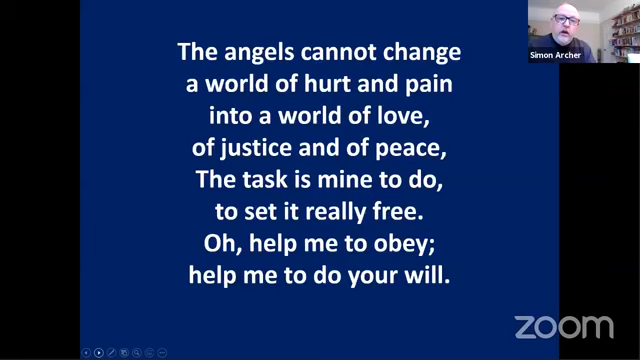 The angels cannot change
a world of hurt and pain
into a world of love,
of justice and of peace,
The task is mine to do,
to set it really free.
Oh, help me to obey;
help me to do your will.
Simon Archer
zoom